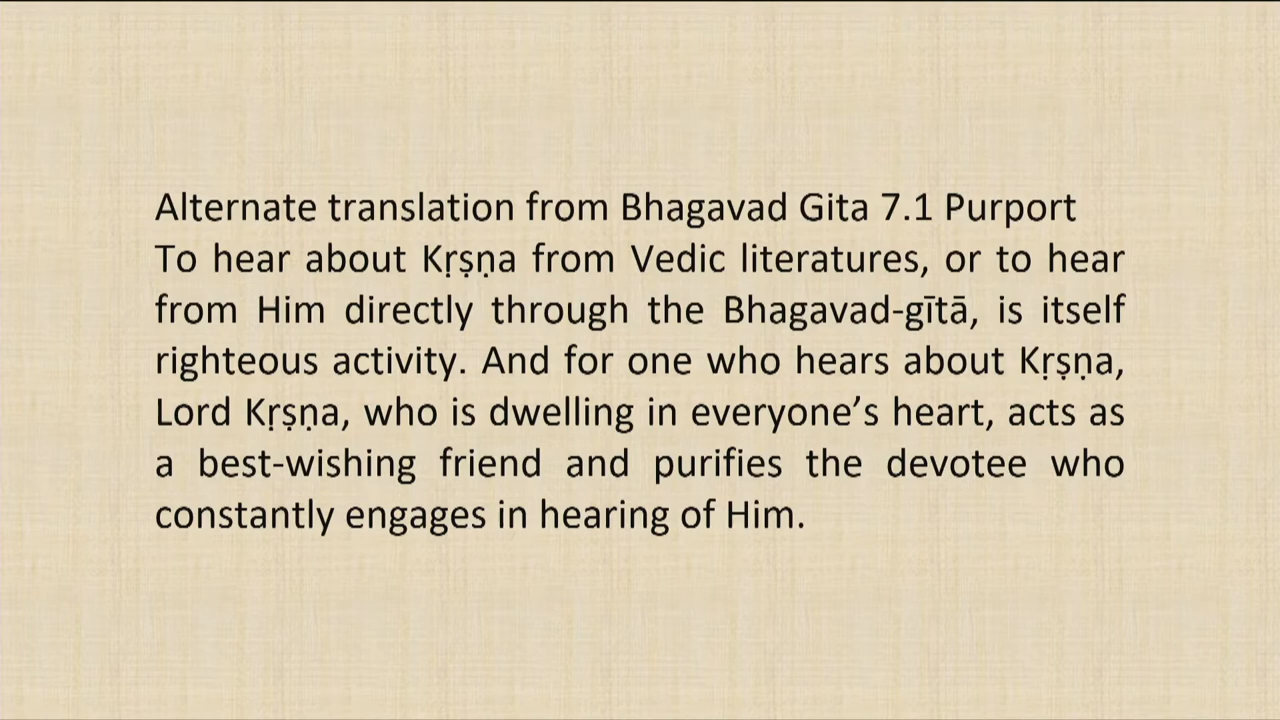 Alternate translation from Bhagavad Gita 7.1 Purport
To hear about Kṛṣṇa from Vedic literatures, or to hear
from Him directly through the Bhagavad-gītā, is itself
righteous activity. And for one who hears about Kṛṣṇa,
Lord Kṛṣṇa, who is dwelling in everyone’s heart, acts as
a best-wishing friend and purifies the devotee who
constantly engages in hearing of Him.